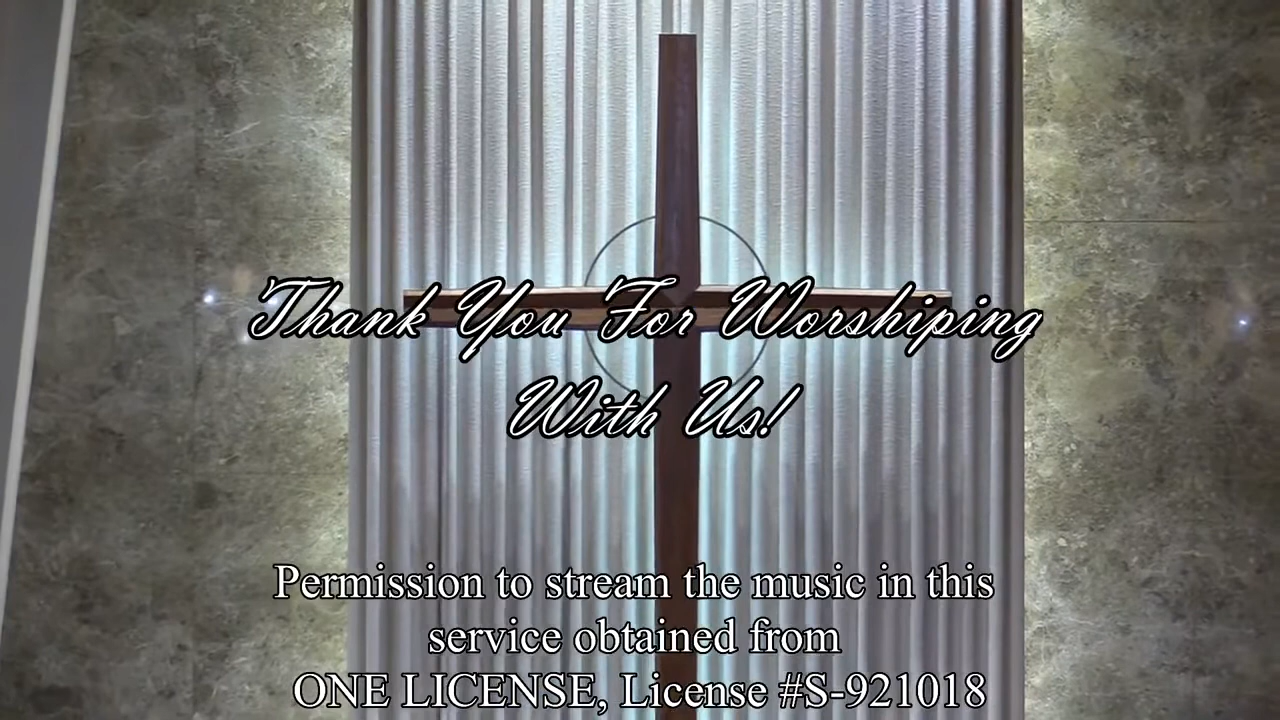 Thank You For Worshiping
With Us!
Permission to stream the music in this
service obtained from
ONE LICENSE, License #S-921018